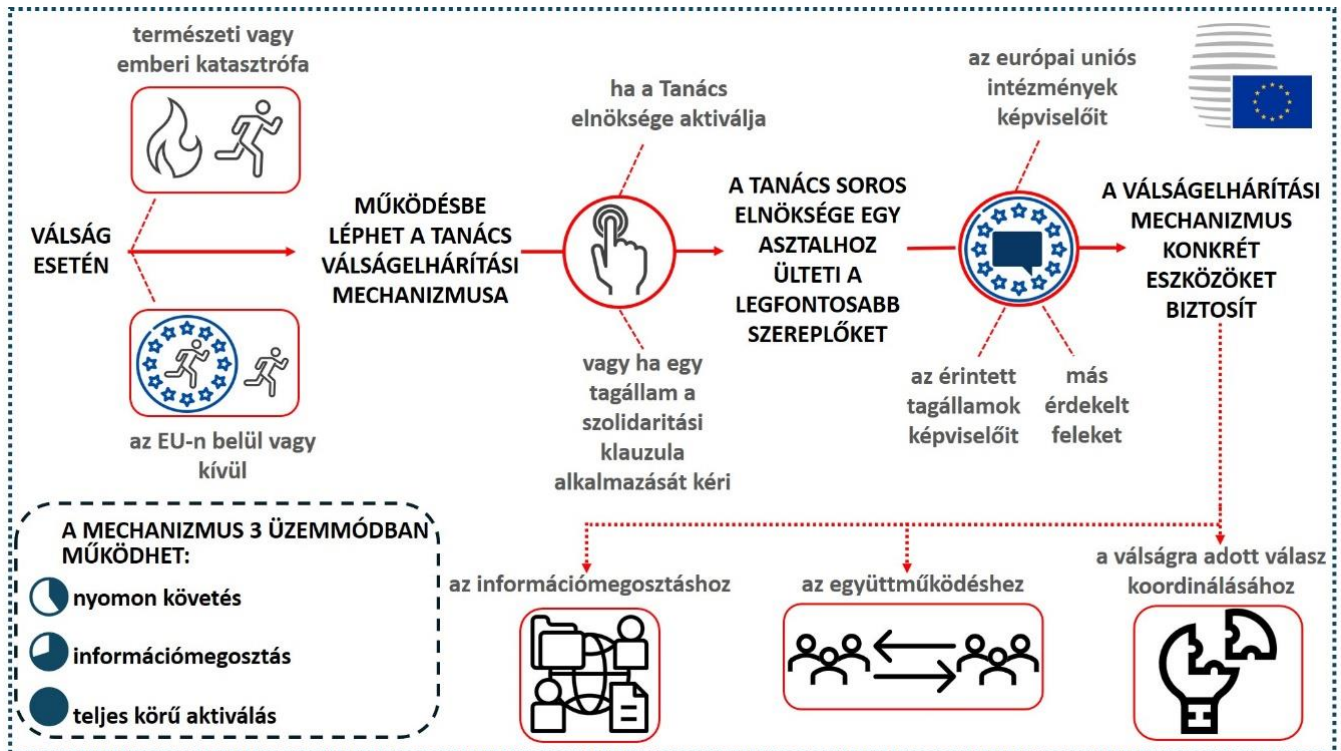 természeti vagy
emberi katasztrófa
VÁLSÁG
ESETÉN
az EU-n belül vagy
kívül
MŰKÖDÉSBE
LÉPHET A TANÁCS
VÁLSÁGELHÁRÍTÁSI
MECHANIZMUSA
ha a Tanács
elnöksége aktiválja
vagy ha egy
tagállam a
szolidaritási
klauzula
alkalmazását kéri
A TANÁCS SOROS
ELNÖKSÉGE EGY
ASZTALHOZ
ÜLTETI A
LEGFONTOSABB
SZEREPLŐKET
az európai uniós
intézmények
képviselőit
az érintett
tagállamok
képviselőit
más
érdekelt
feleket
A VÁLSÁGELHÁRÍTÁSI
MECHANIZMUS
KONKRÉT
ESZKÖZÖKET
BIZTOSÍT
az információmegosztáshoz
az együttműködéshez
a válságra adott válasz
koordinálásához
A MECHANIZMUS 3 ÜZEMMÓDBAN
MŰKÖDHET:
nyomon követés
információmegosztás
teljes körű aktiválás